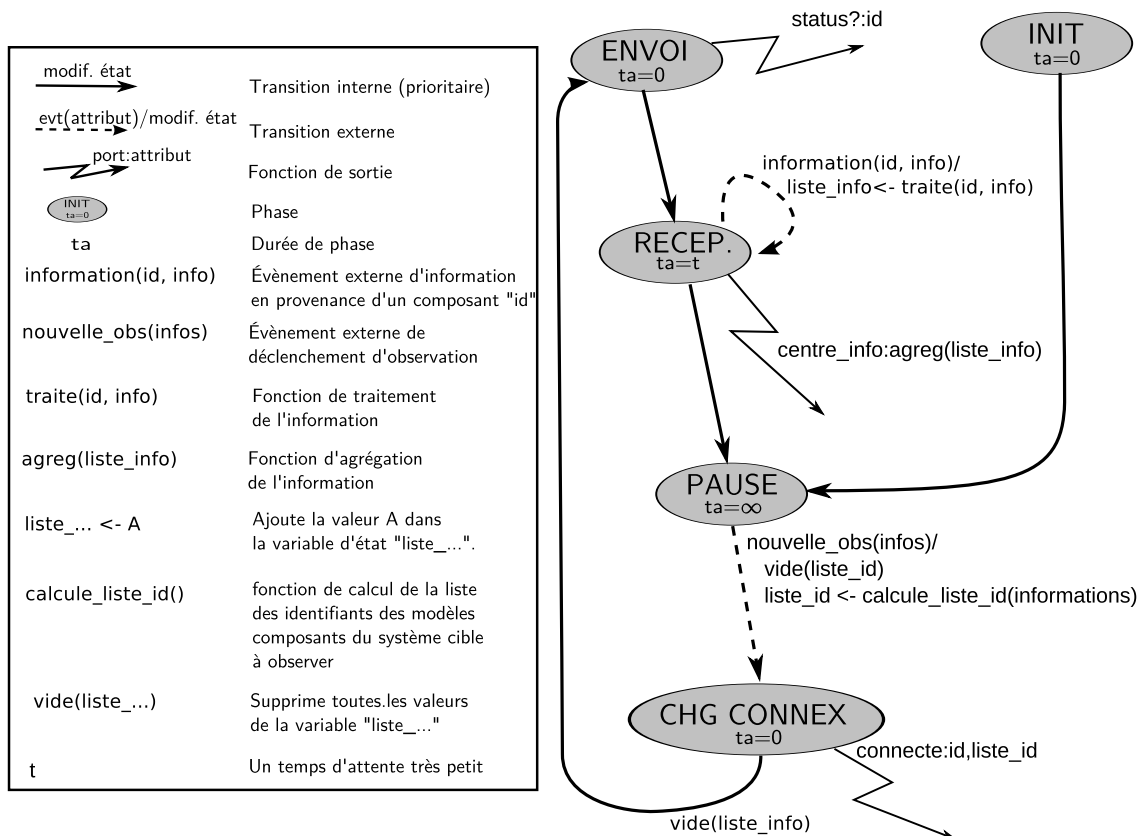 modif. état
Transition interne (prioritaire)
evt(attribut)/modif. état
Transition externe
port:attribut
Fonction de sortie
INIT
ta=0
Phase
ta
Durée de phase
information(id, info)
Évènement externe d'information
en provenance d'un composant "id"
nouvelle_obs(infos)
Évènement externe de
déclenchement d'observation
traite(id, info)
Fonction de traitement
de l'information
agreg(liste_info)
Fonction d'agrégation
de l'information
liste_... <- A
Ajoute la valeur A dans
la variable d'état "liste_...".
calcule_liste_id()
fonction de calcul de la liste
des identifiants des modèles
composants du système cible
à observer
vide(liste_...)
Supprime toutes.les valeurs
de la variable "liste_..."
t
Un temps d'attente très petit
ENVOI
ta=0
status?:id
INIT
ta=0
information(id, info)/
liste_info<- traite(id, info)
RECEP.
ta=t
centre_info:agreg(liste_info)
PAUSE
ta=∞
nouvelle_obs(infos)/
vide(liste_id)
liste_id <- calcule_liste_id(informations)
CHG CONNEX
ta=0
connecte:id,liste_id
vide(liste_info)